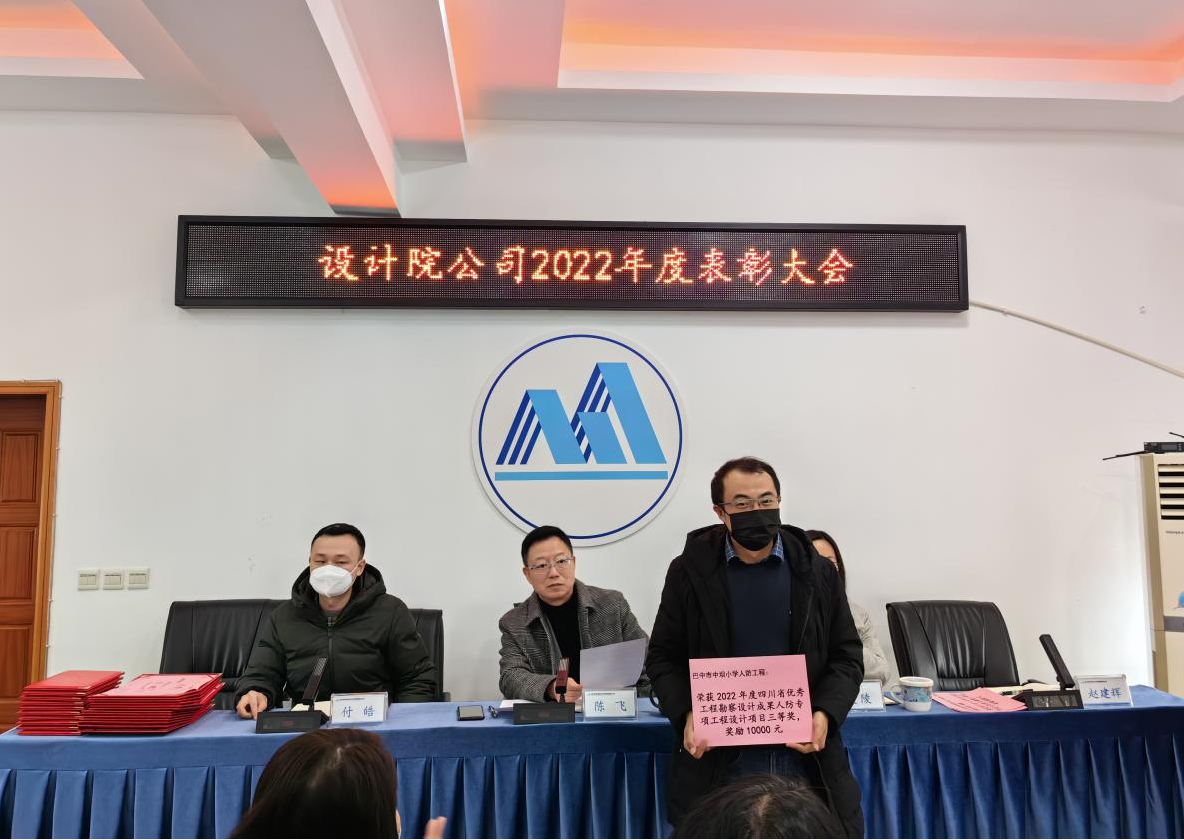 设计院公司2022年度表彰大会
巴中市中坝小学人防工程：
荣获2022年度四川省优秀
工程勘察设计成果人防专
项工程设计项目三等奖，
奖励10000元
付皓
陈飞
陵
赵建祥